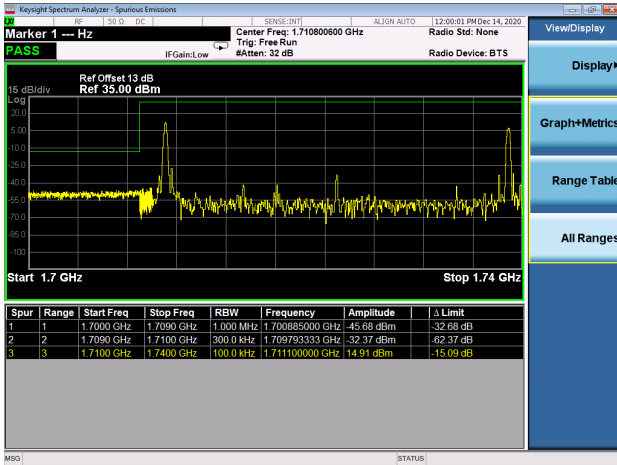 Keysight Spectrum Analyzer - Spurious Emissions
RF 50 Ω DC SENSE:INT ALIGN AUTO 12:00:01 PM Dec 14, 2020
Marker 1 --- Hz
Center Freq: 1.710800600 GHz
Radio Std: None
Trig: Free Run
PASS
IFGain:Low
#Atten: 32 dB
Radio Device: BTS
Ref Offset 13 dB
15 dB/div Ref 35.00 dBm
Log
20.0
5.00
-10.0
-25.0
-40.0
-55.0
-70.0
-85.0
-100
Start 1.7 GHz Stop 1.74 GHz
Spur Range Start Freq Stop Freq RBW Frequency Amplitude Δ Limit
1 1 1.7000 GHz 1.7090 GHz 1.000 MHz 1.700885000 GHz -45.68 dBm -32.68 dB
2 2 1.7090 GHz 1.7100 GHz 300.0 kHz 1.709793333 GHz -32.37 dBm -62.37 dB
3 3 1.7100 GHz 1.7400 GHz 100.0 kHz 1.711100000 GHz 14.91 dBm -15.09 dB
MSG STATUS
View/Display
Display
Graph+Metrics
Range Table
All Ranges